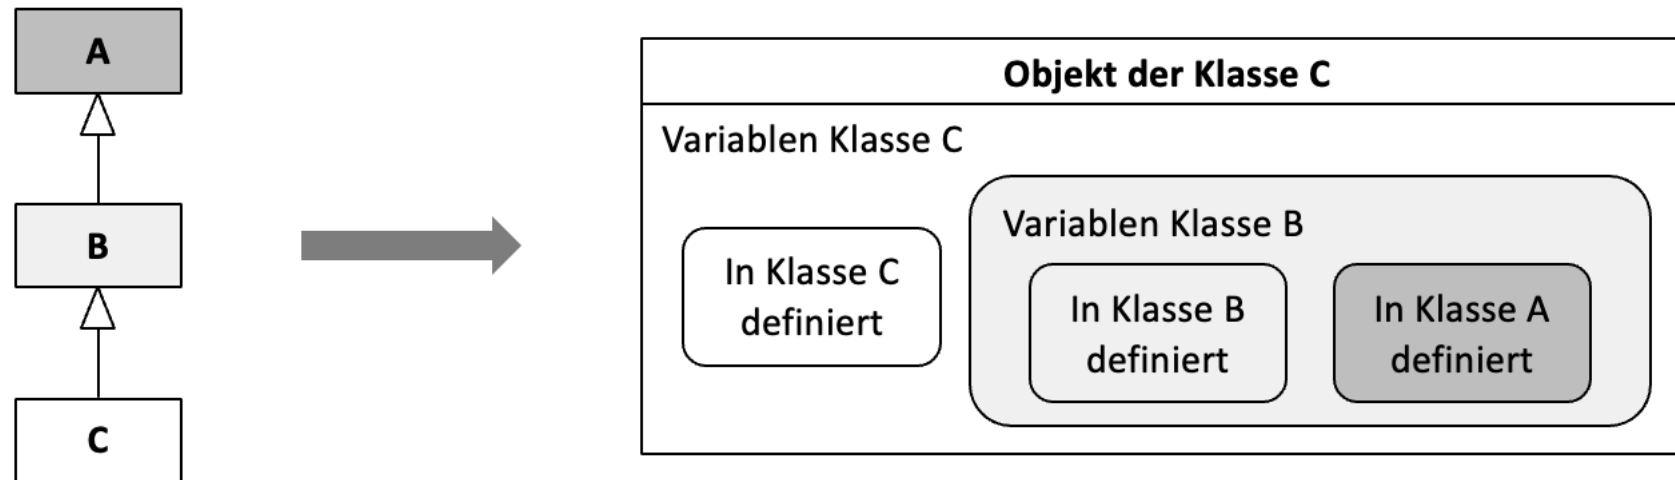 A
B
C
Objekt der Klasse C
Variablen Klasse C
In Klasse C
definiert
Variablen Klasse B
In Klasse B
definiert
In Klasse A
definiert